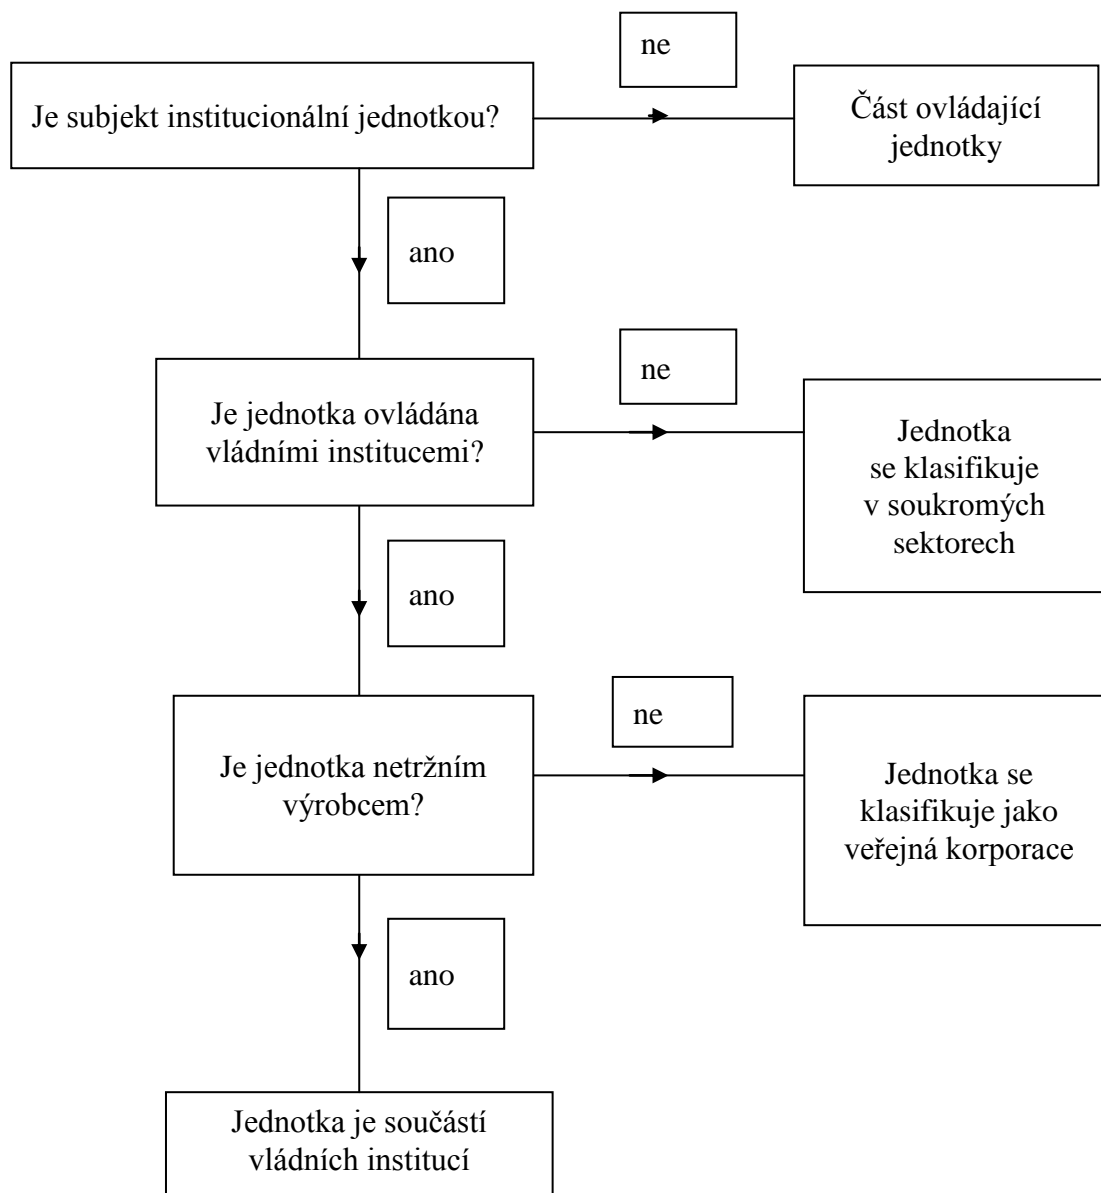 ne
Je subjekt institucionální jednotkou?
Část ovládající
jednotky
ano
ne
Je jednotka ovládána
vládními institucemi?
Jednotka
se klasifikuje
v soukromých
sektorech
ano
ne
Je jednotka netržním
výrobcem?
Jednotka se
klasifikuje jako
veřejná korporace
ano
Jednotka je součástí
vládních institucí